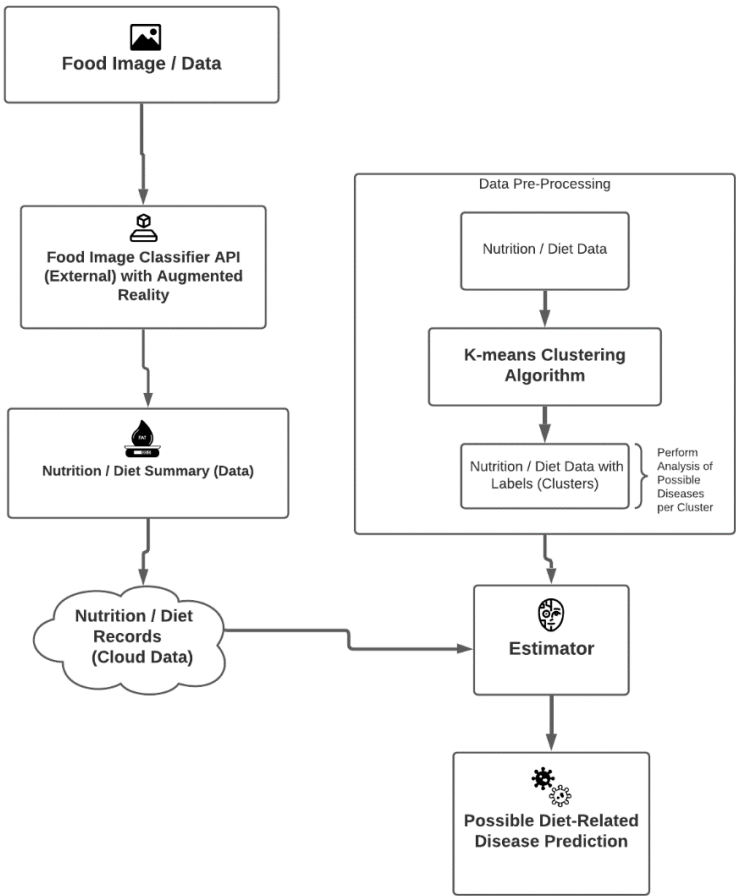 Food Image / Data
Food Image Classifier API
(External) with Augmented
Reality
FAT
Nutrition / Diet Summary (Data)
Nutrition / Diet
Records
(Cloud Data)
Data Pre-Processing
Nutrition / Diet Data
K-means Clustering
Algorithm
Nutrition / Diet Data with
Labels (Clusters)
Perform
Analysis of
Possible
Diseases
per Cluster
Estimator
Possible Diet-Related
Disease Prediction